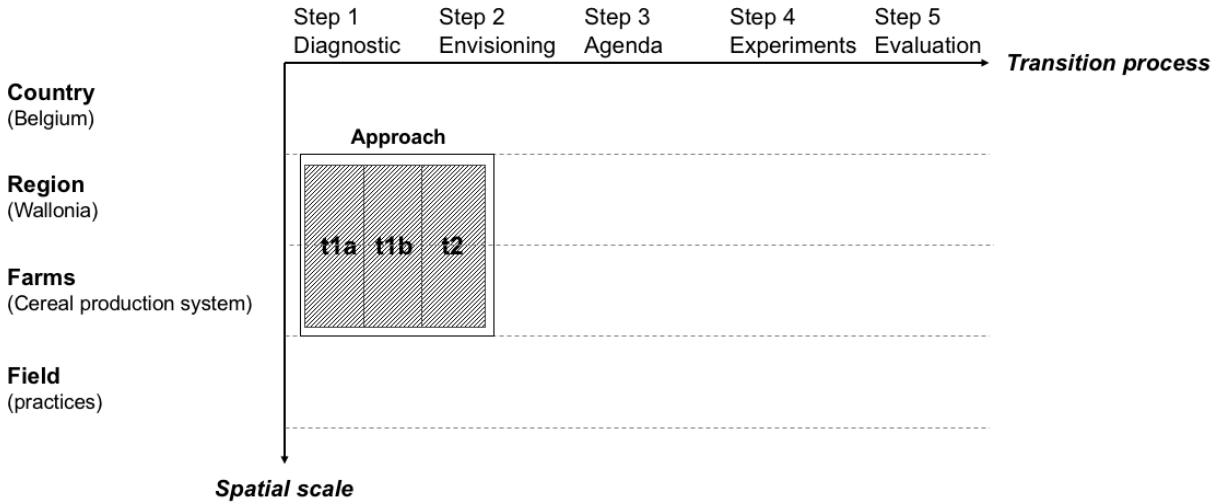 Step 1 Step 2 Step 3 Step 4 Step 5
Diagnostic Envisioning Agenda Experiments Evaluation
Transition process
Country
(Belgium)
Approach
Region
(Wallonia)
t1a t1b t2
Farms
(Cereal production system)
Field
(practices)
Spatial scale